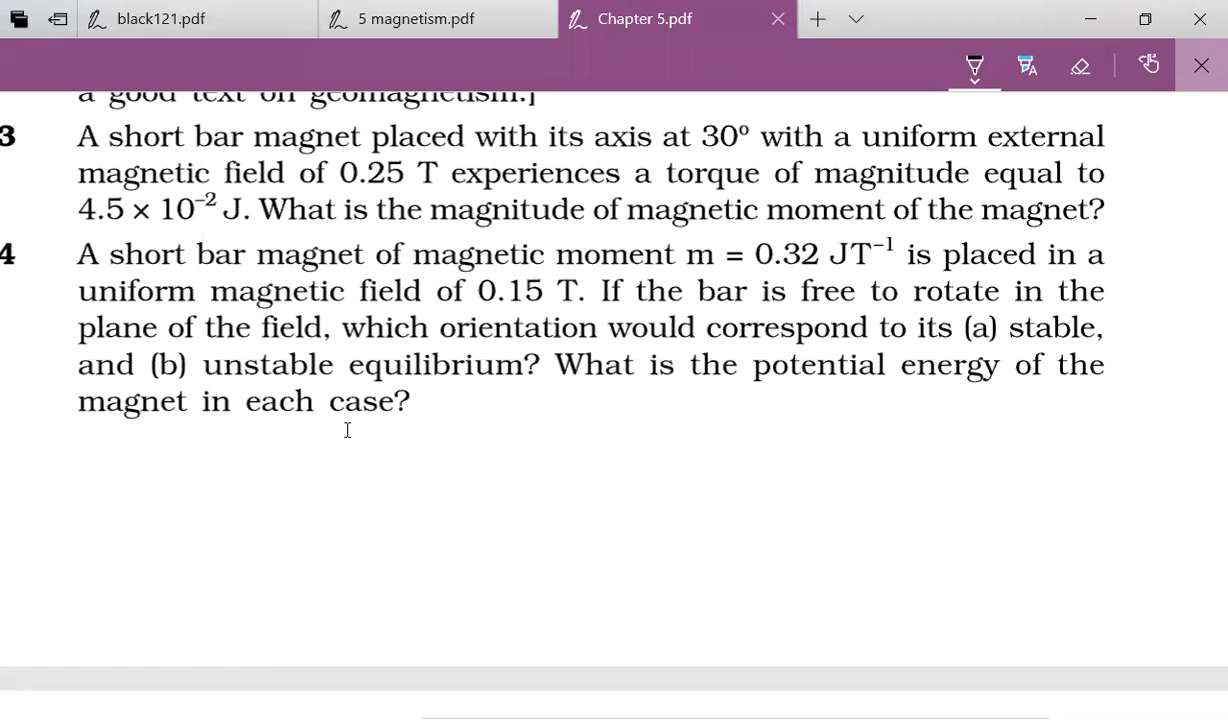 black121.pdf 5 magnetism.pdf Chapter 5.pdf
a good text on geomagnetism.]
3 A short bar magnet placed with its axis at 30º with a uniform external
magnetic field of 0.25 T experiences a torque of magnitude equal to
4.5 × 10⁻² J. What is the magnitude of magnetic moment of the magnet?
4 A short bar magnet of magnetic moment m = 0.32 JT⁻¹ is placed in a
uniform magnetic field of 0.15 T. If the bar is free to rotate in the
plane of the field, which orientation would correspond to its (a) stable,
and (b) unstable equilibrium? What is the potential energy of the
magnet in each case?